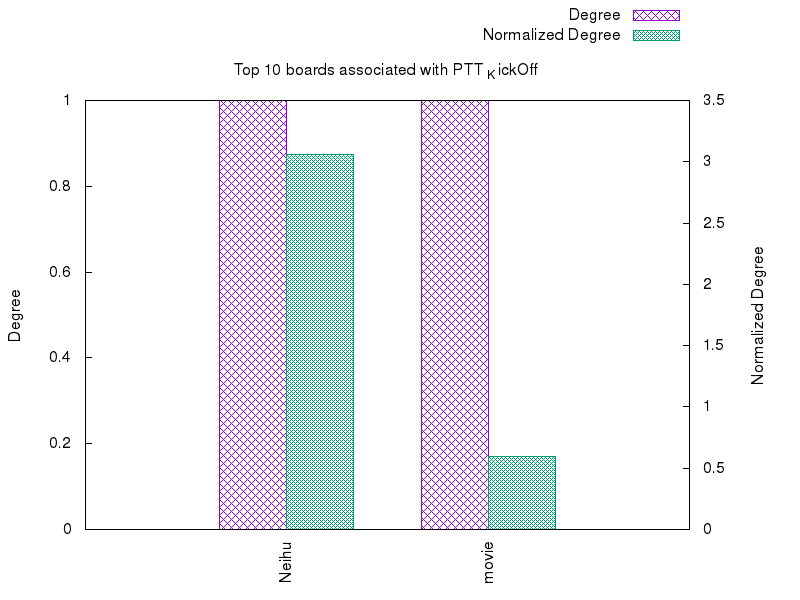 Degree
Normalized Degree
Top 10 boards associated with PTT KickOff
1
0.8
0.6
0.4
0.2
0
3.5
3
2.5
2
1.5
1
0.5
0
Degree
Normalized Degree
Neihu
movie